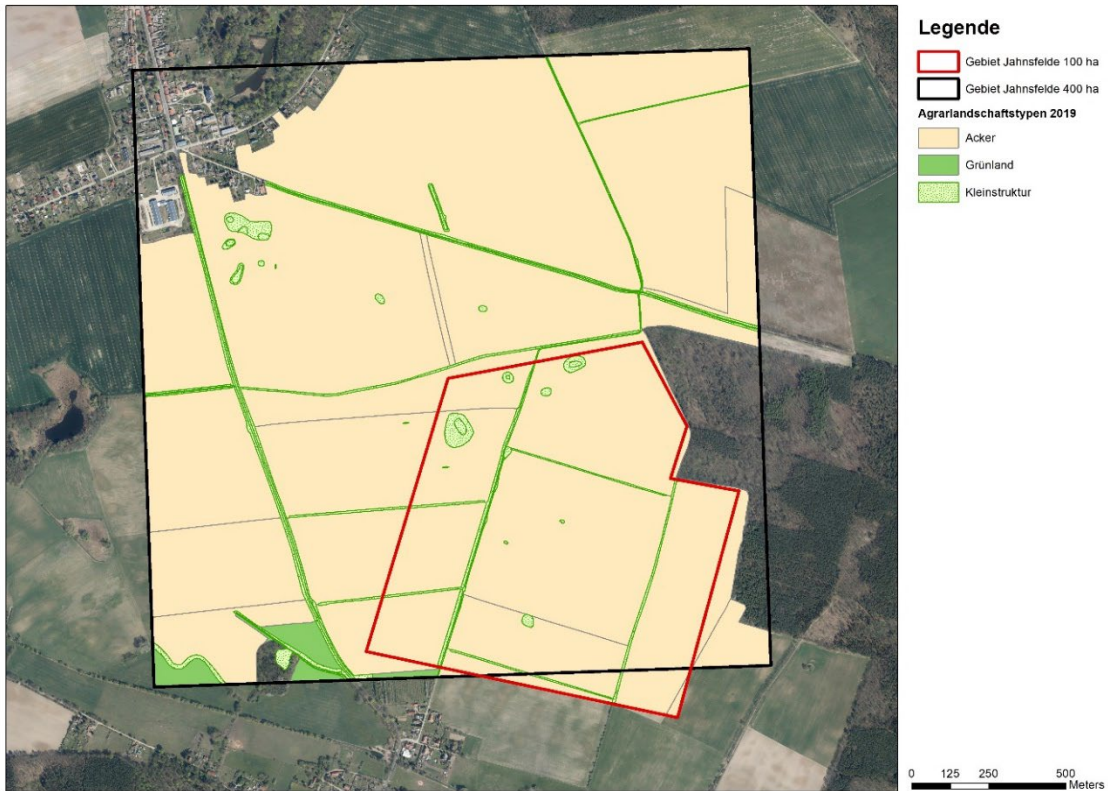 Legende
Gebiet Jahnsfelde 100 ha
Gebiet Jahnsfelde 400 ha
Agrarlandschaftstypen 2019
Acker
Grünland
Kleinstruktur
0 125 250 500
Meters